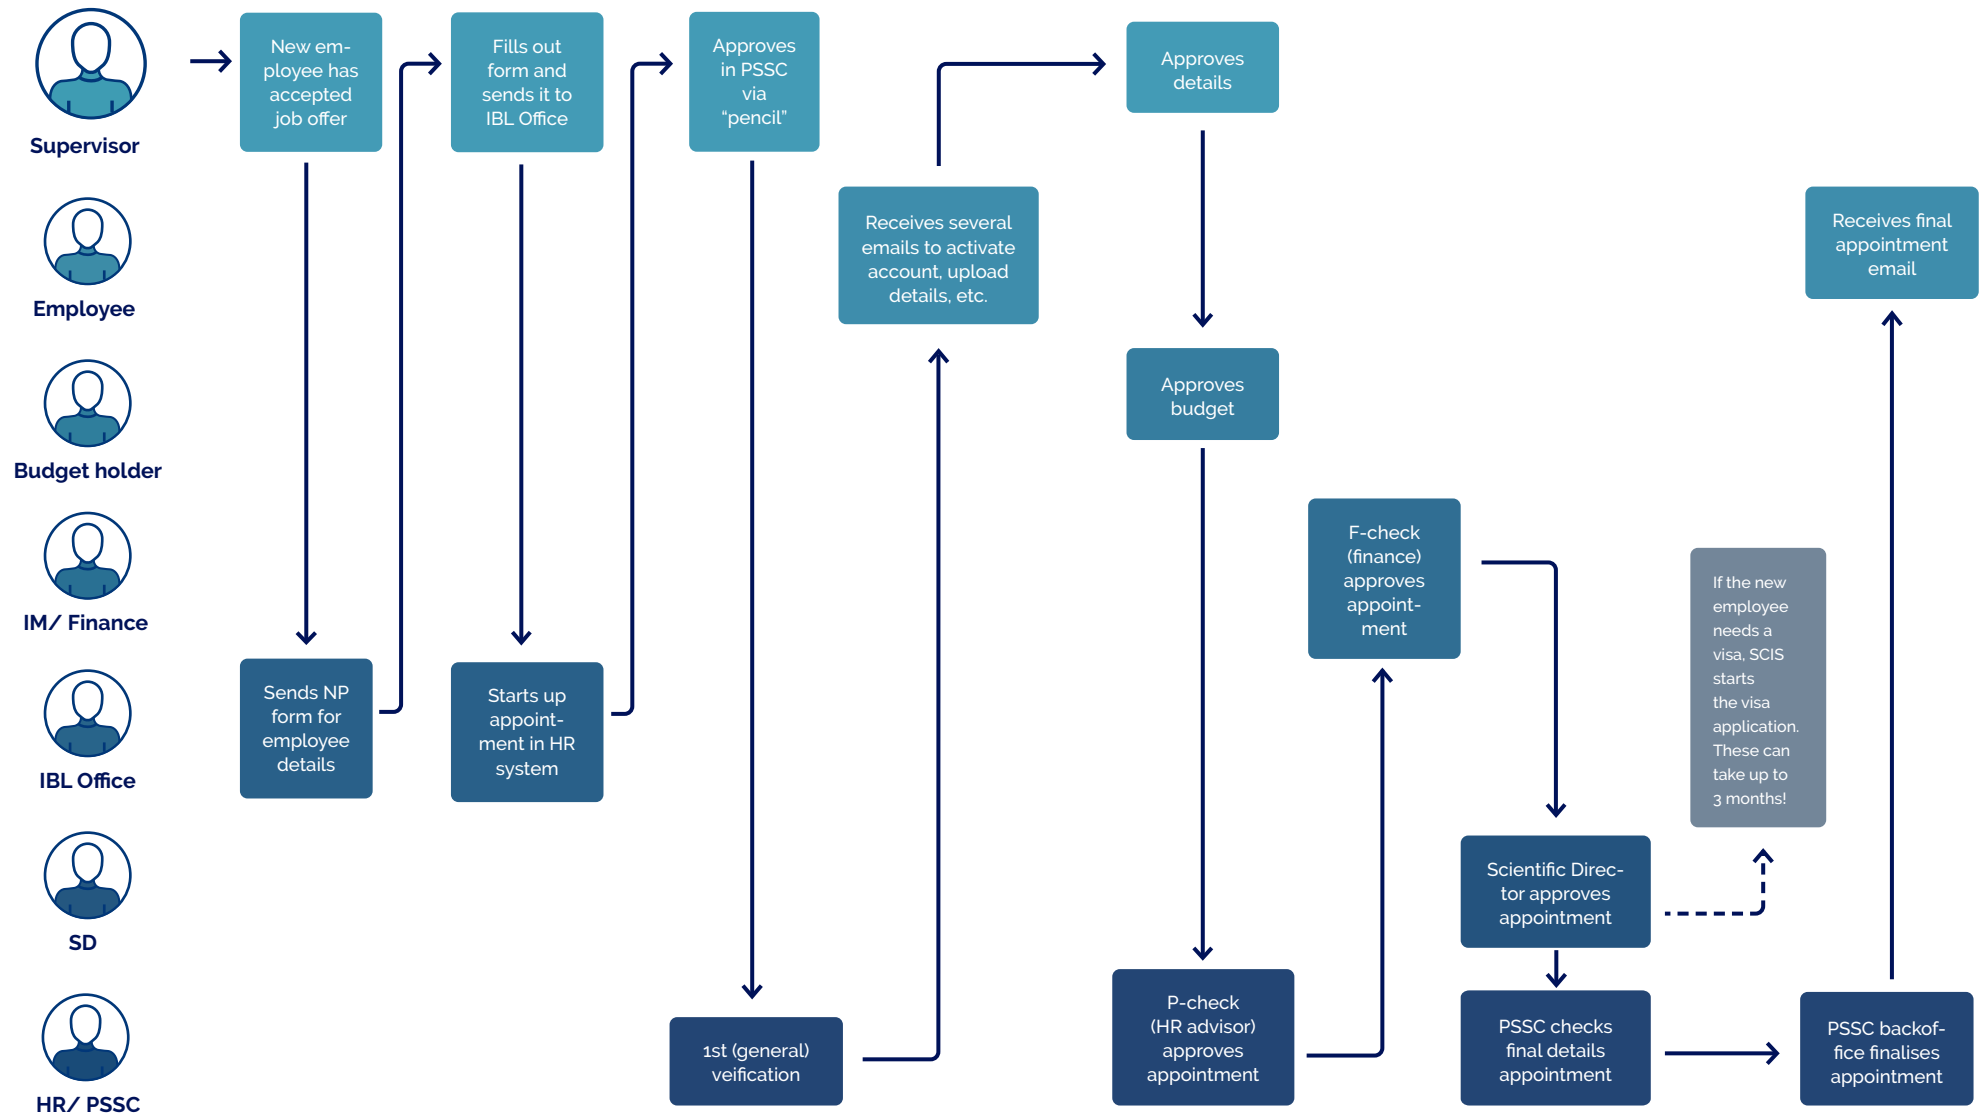 Supervisor
New em-
ployee has
accepted
job offer
Fills out
form and
sends it to
IBL Office
Approves
in PSSC
via
“pencil”
Approves
details
Employee
Receives several
emails to activate
account, upload
details, etc.
Receives final
appointment
email
Budget holder
Approves
budget
IM/ Finance
F-check
(finance)
approves
appoint-
ment
If the new
employee
needs a
visa, SCIS
starts
the visa
application.
These can
take up to
3 months!
IBL Office
Sends NP
form for
employee
details
Starts up
appoint-
ment in HR
system
SD
Scientific Direc-
tor approves
appointment
HR/ PSSC
1st (general)
veification
P-check
(HR advisor)
approves
appointment
PSSC checks
final details
appointment
PSSC backof-
fice finalises
appointment